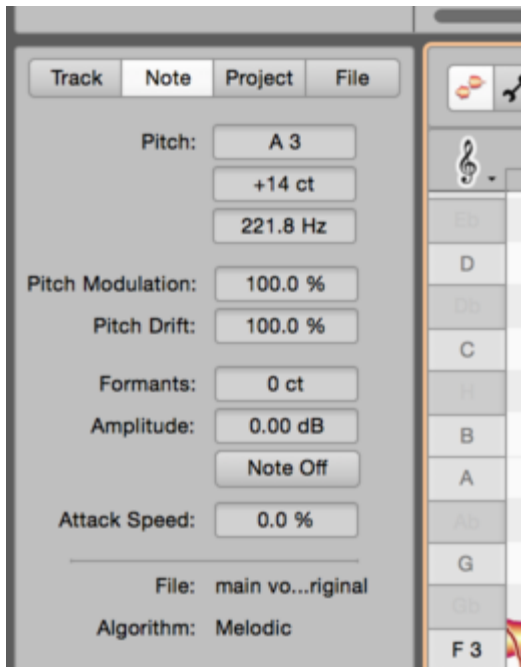 Track Note Project File
Pitch: A 3
+14 ct
221.8 Hz
Pitch Modulation: 100.0 %
Pitch Drift: 100.0 %
Formants: 0 ct
Amplitude: 0.00 dB
Note Off
Attack Speed: 0.0 %
File: main vo...riginal
Algorithm: Melodic
Eb
D
Db
C
H
B
A
Ab
G
Gb
F 3